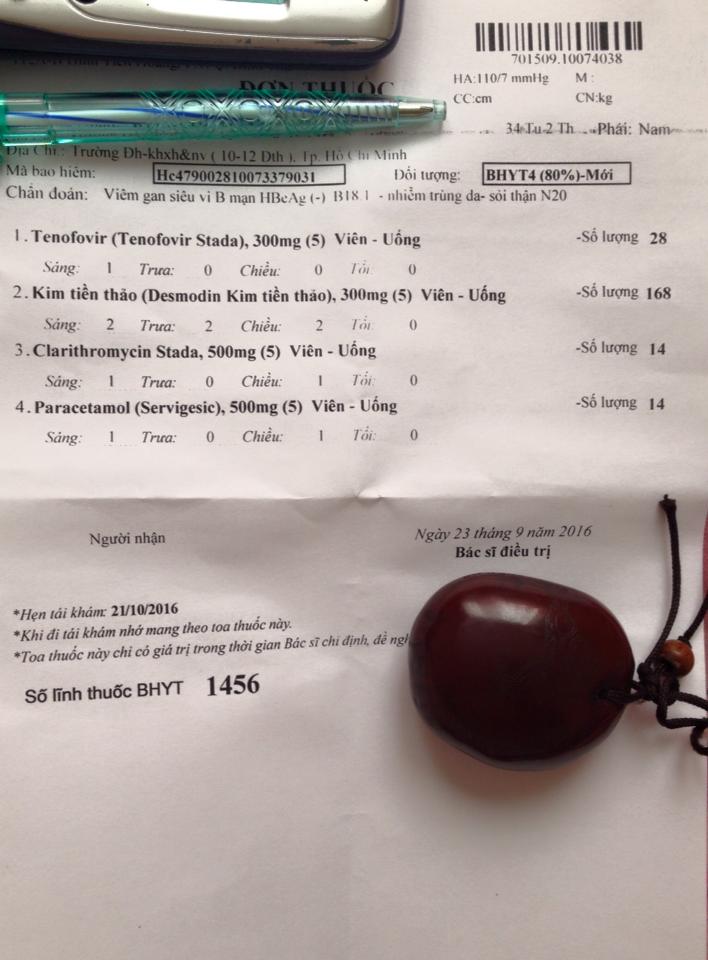 701509.10074038
ĐƠN THUỐC
HA:110/7 mmHg M :
CC:cm CN:kg
34 Tu-2 Th Phái: Nam
Địa Chỉ.: Trường Đh-khxh&nv ( 10-12 Đth ), Tp. Hồ Chí Minh
Mã bao hiêm: Hc479002810073379031 Đối tượng: BHYT4 (80%)-Mới
Chẩn đoán: Viêm gan siêu vi B mạn HBeAg (-) B18.1 - nhiễm trùng da- sỏi thận N20
1. Tenofovir (Tenofovir Stada), 300mg (5) Viên - Uống -Số lượng 28
Sáng: 1 Trưa: 0 Chiều: 0 Tối: 0
2. Kim tiền thảo (Desmodin Kim tiền thảo), 300mg (5) Viên - Uống -Số lượng 168
Sáng: 2 Trưa: 2 Chiều: 2 Tối: 0
3. Clarithromycin Stada, 500mg (5) Viên - Uống -Số lượng 14
Sáng: 1 Trưa: 0 Chiều: 1 Tối: 0
4. Paracetamol (Servigesic), 500mg (5) Viên - Uống -Số lượng 14
Sáng: 1 Trưa: 0 Chiều: 1 Tối: 0
Người nhận
Ngày 23 tháng 9 năm 2016
Bác sĩ điều trị
*Hẹn tái khám: 21/10/2016
*Khi đi tái khám nhớ mang theo toa thuốc này.
*Toa thuốc này chỉ có giá trị trong thời gian Bác sĩ chỉ định, đề
Số lĩnh thuốc BHYT 1456